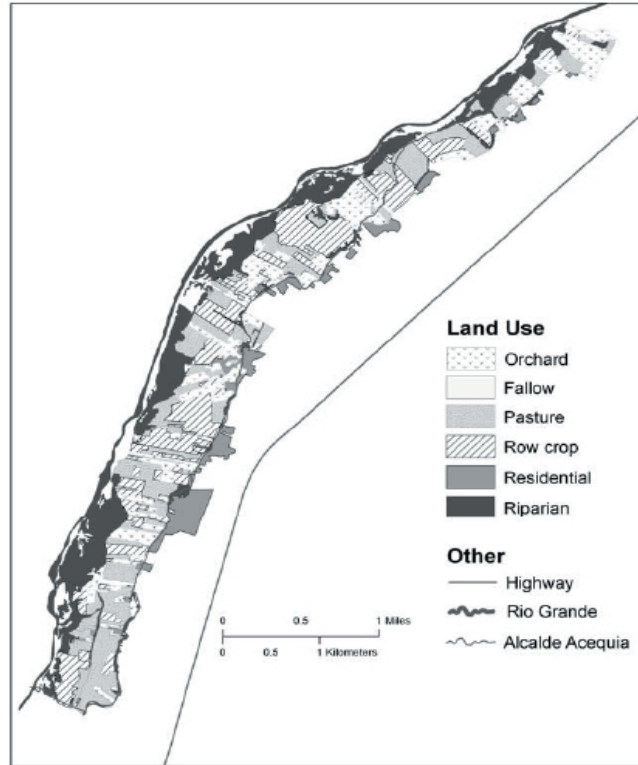 Land Use
Orchard
Fallow
Pasture
Row crop
Residential
Riparian
Other
Highway
Rio Grande
Alcalde Acequia
0 0.5 1 Miles
0 0.5 1 Kilometers